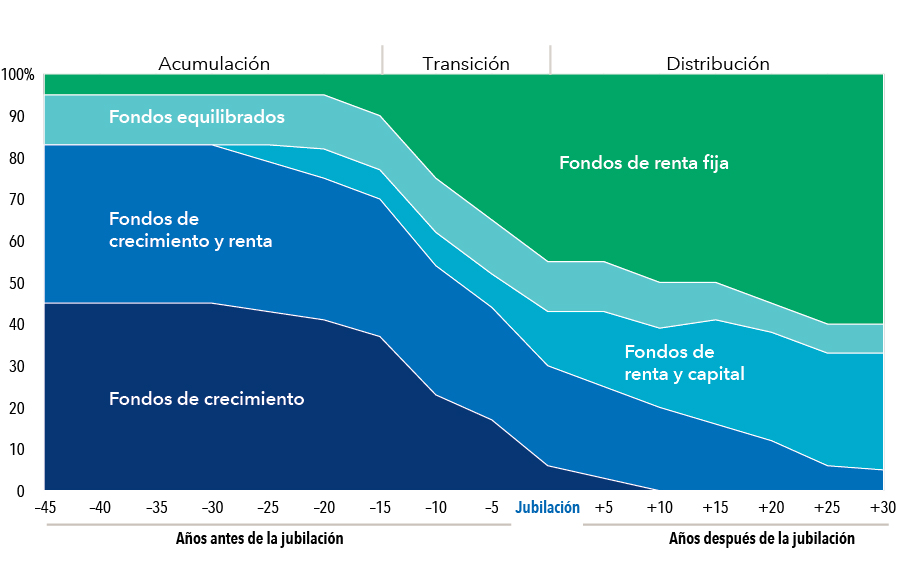 Acumulación
Transición
Distribución
100%
90
80
70
60
50
40
30
20
10
0
Fondos equilibrados
Fondos de renta fija
Fondos de
crecimiento y renta
Fondos de
renta y capital
Fondos de crecimiento
–45 –40 –35 –30 –25 –20 –15 –10 –5 Jubilación +5 +10 +15 +20 +25 +30
Años antes de la jubilación
Años después de la jubilación